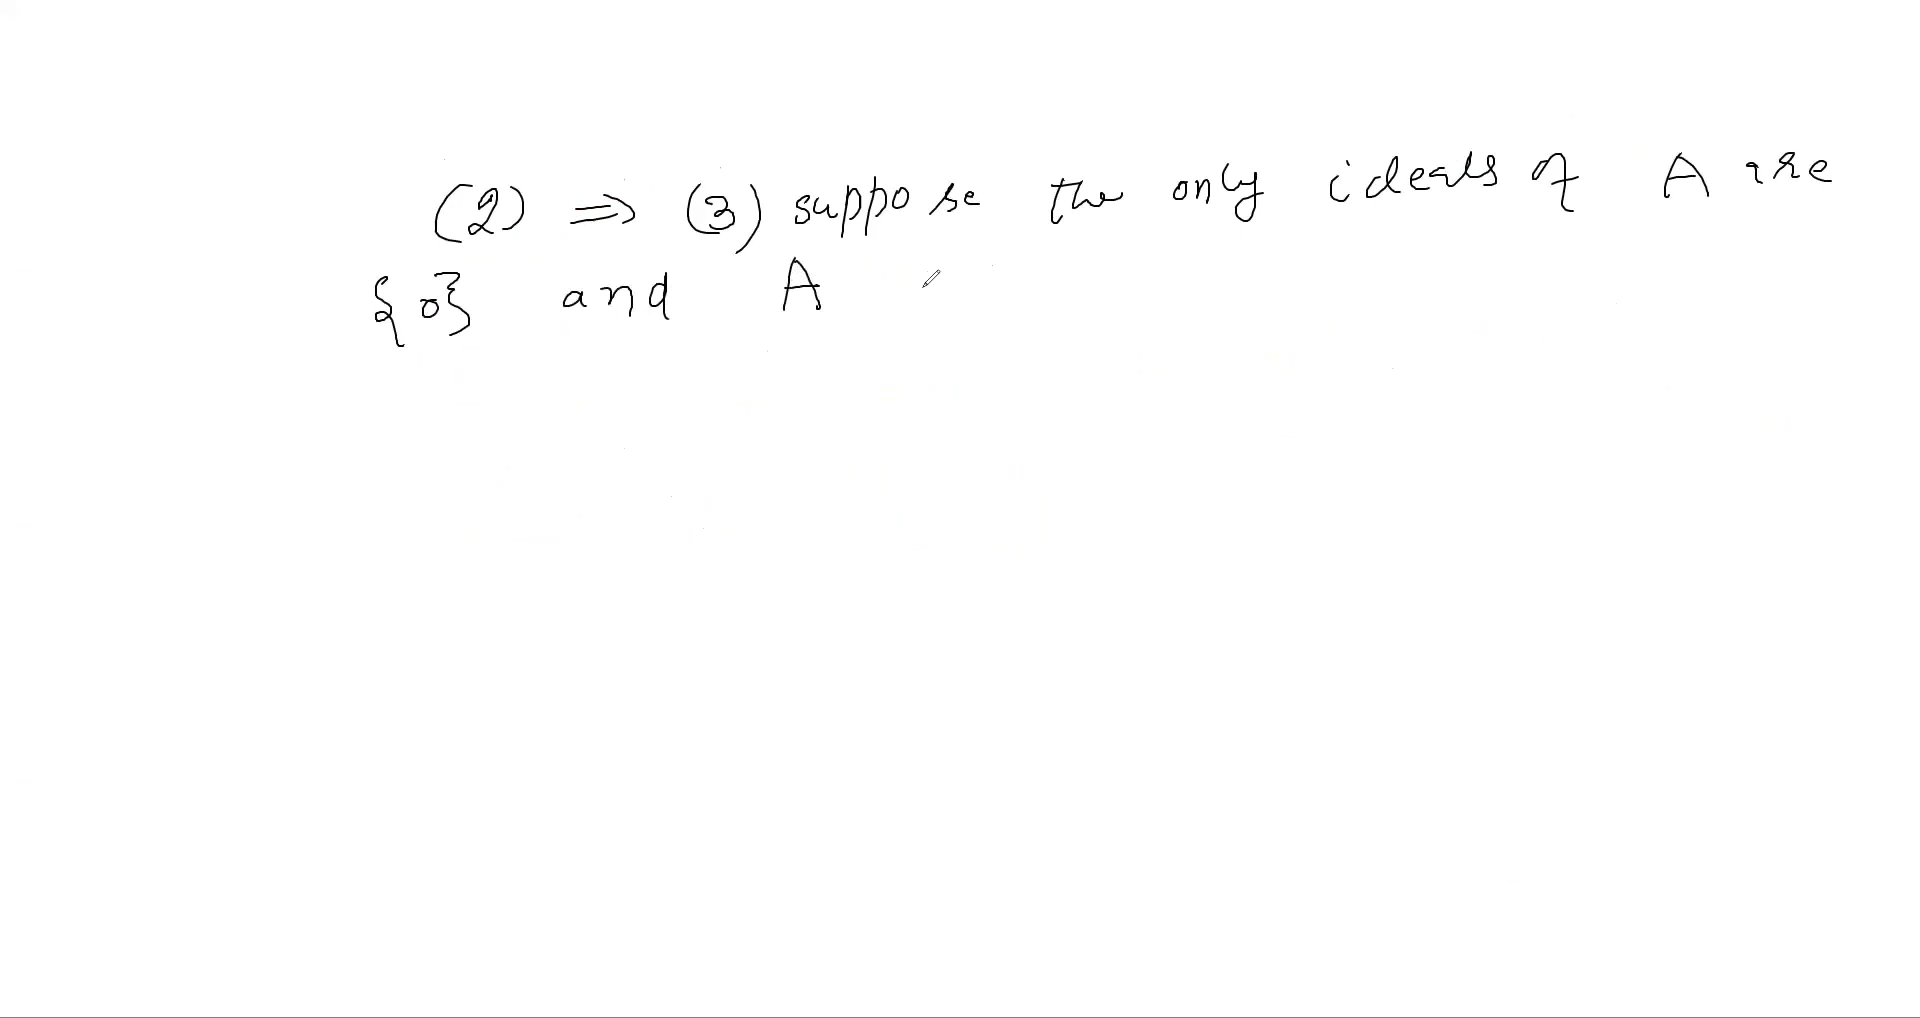 (2) ⇒ (3) suppose the only ideals of A are
{0} and A